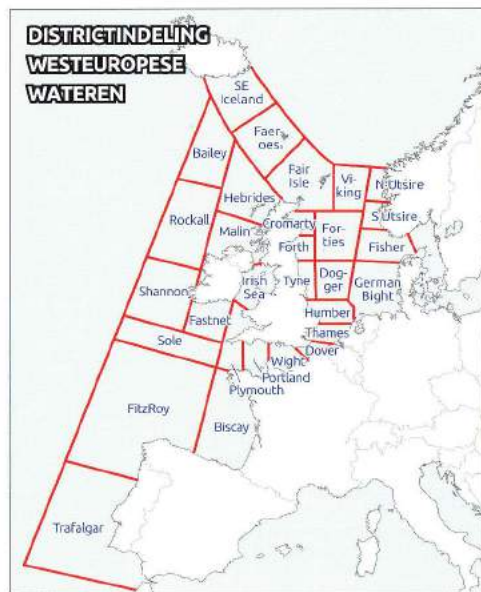 DISTRICTINDELING
WESTEUROPESE
WATEREN
SE
Iceland
Faer
oes
Bailey
Fair
Isle
Vi-
king
N Utsire
Hebrides
S Utsire
Rockall
Cromarty
Malin
For-
ties
Forth
Fisher
Shannon
Irish
Sea
Tyne
Dog-
ger
German
Bight
Fastnet
Humber
Thames
Sole
Dover
Wight
Portland
Plymouth
FitzRoy
Biscay
Trafalgar